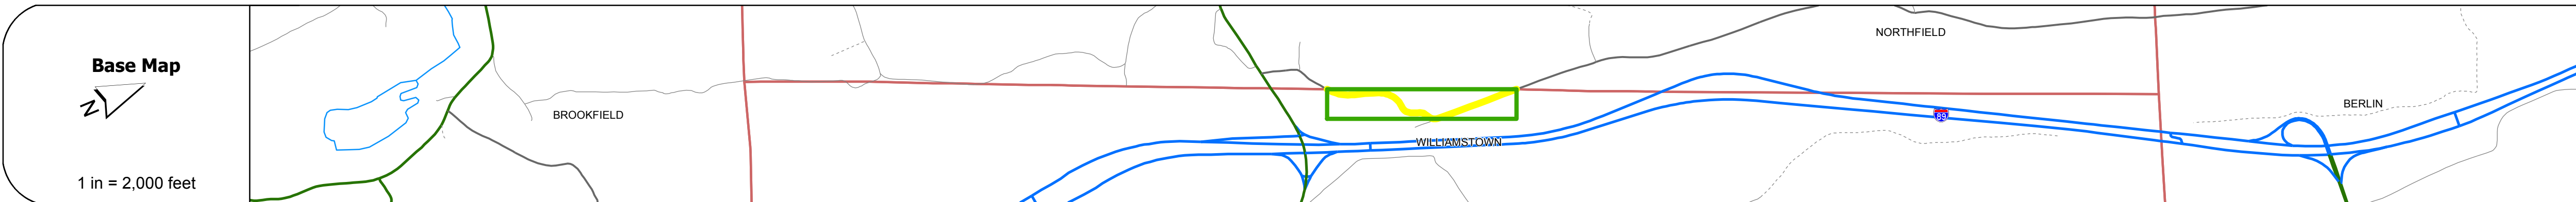 Base Map
N
1 in = 2,000 feet
BROOKFIELD
WILLIAMSTOWN
NORTHFIELD
89
BERLIN